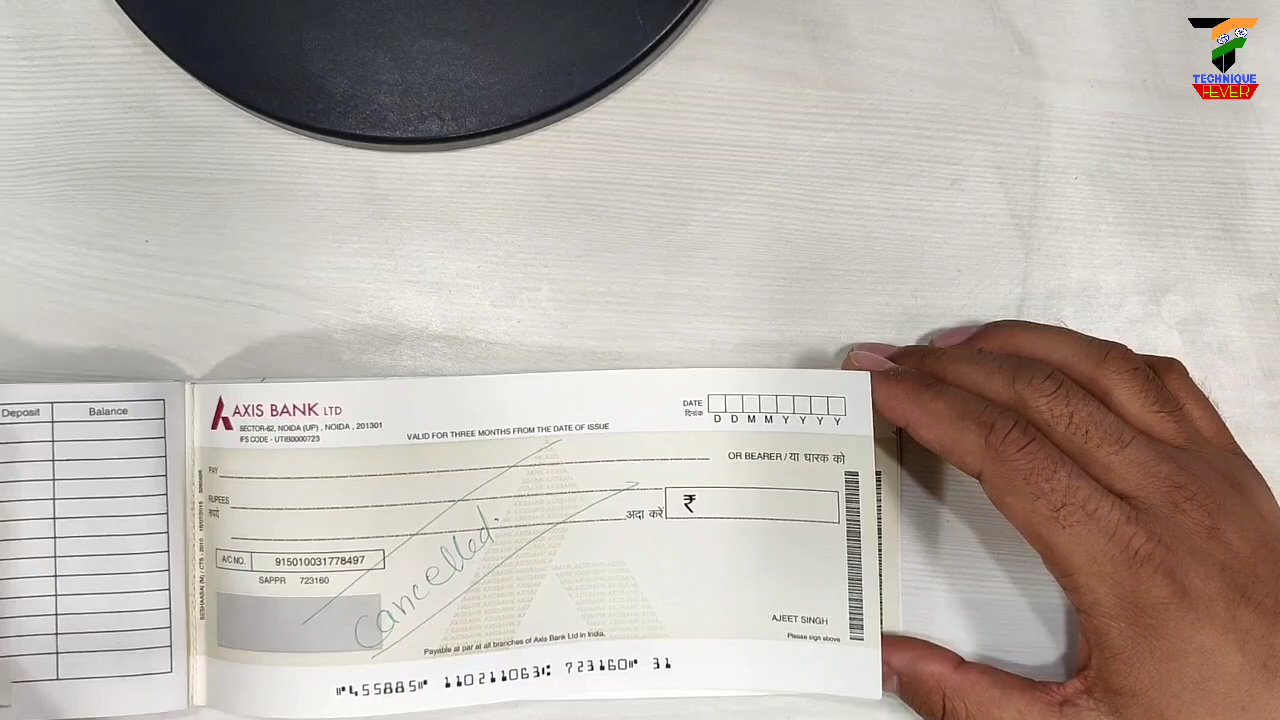 TECHNIQUE
FEVER
Deposit Balance
AXIS BANK LTD
SECTOR-62, NOIDA (UP) , NOIDA , 201301
IFS CODE - UTIB0000723
VALID FOR THREE MONTHS FROM THE DATE OF ISSUE
DATE
दिनांक
D D M M Y Y Y Y
PAY
OR BEARER / या धारक को
RUPEES
रुपये
अदा करें
₹
A/C NO. 915010031778497
SAPPR 723160
Cancelled.
AJEET SINGH
Please sign above
Payable at par at all branches of Axis Bank Ltd in India.
⑈455885⑈ 110211063⑆ 723160⑈ 31